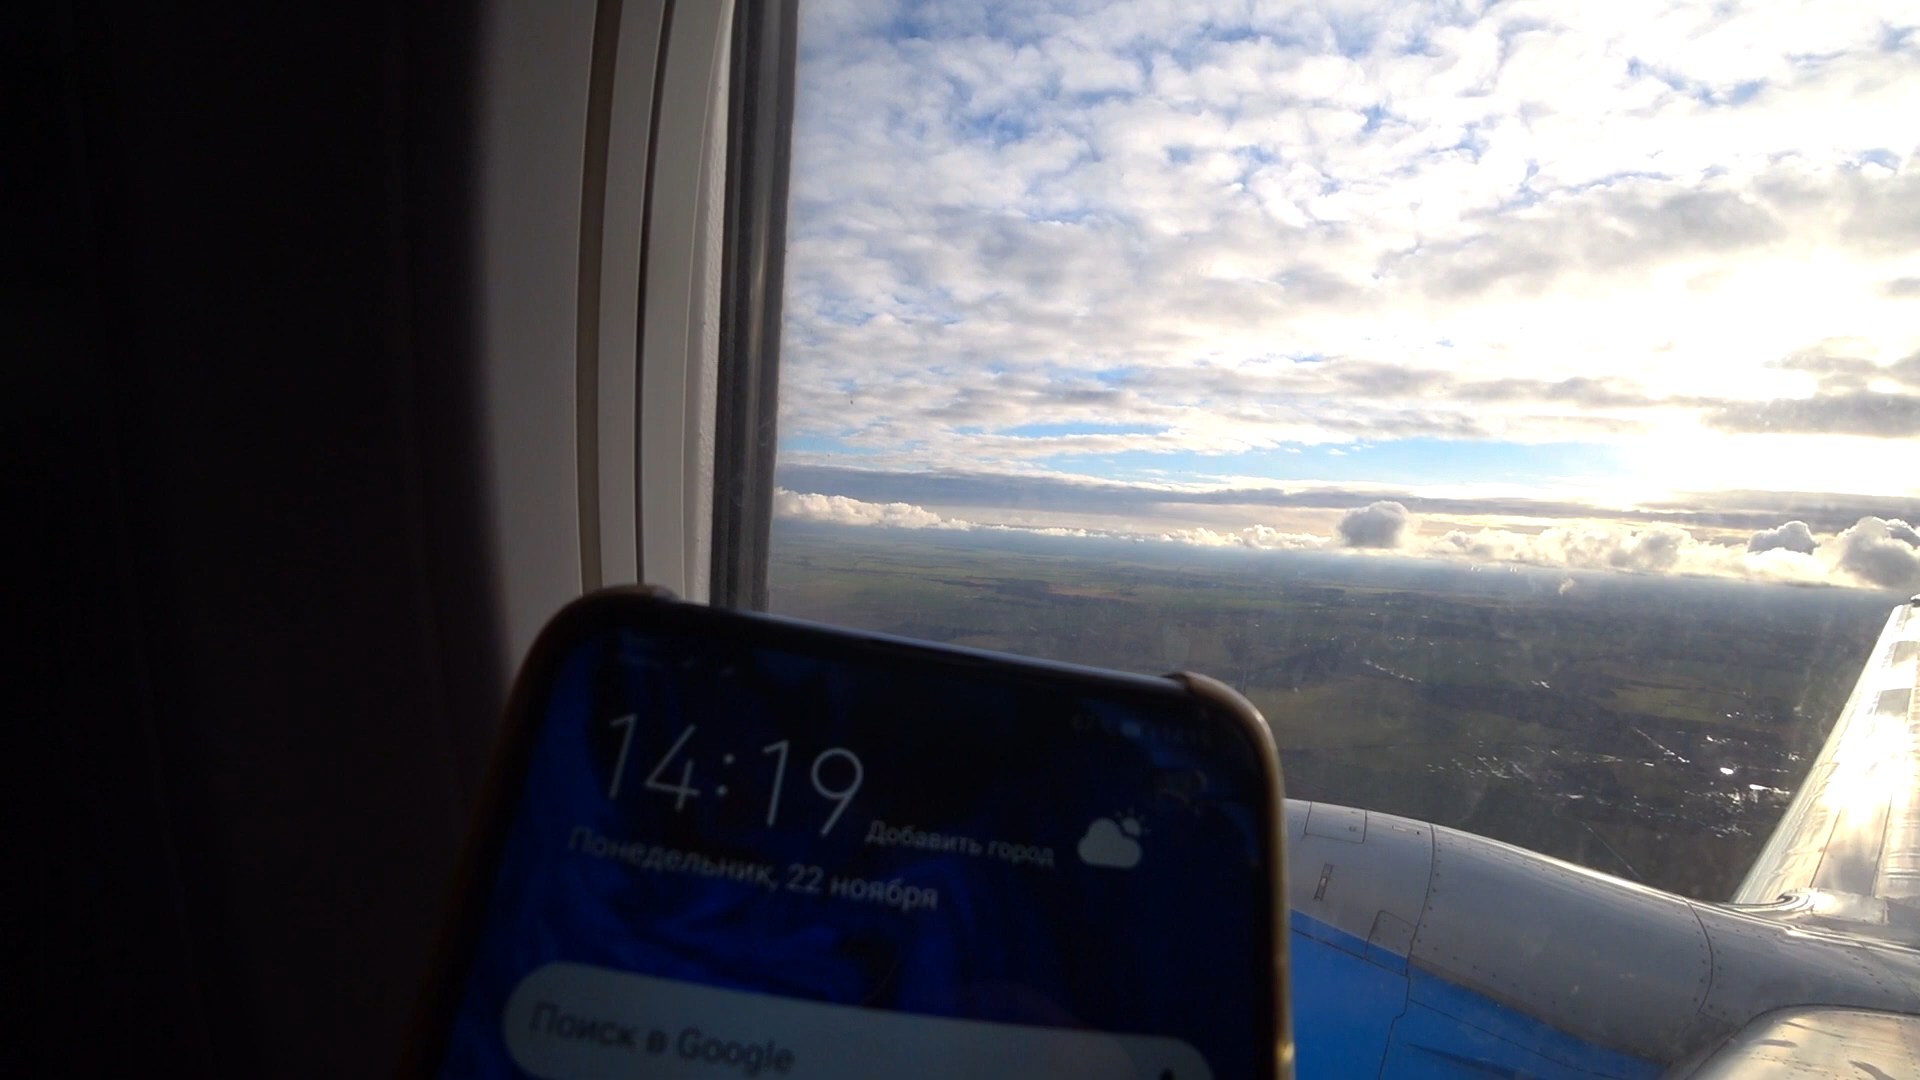 14:19
Добавить город
Понедельник, 22 ноября
Поиск в Google